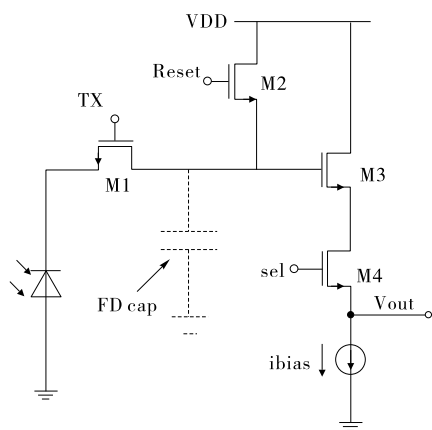 VDD
Reset
M2
TX
M1
M3
sel
M4
FD cap
Vout
ibias